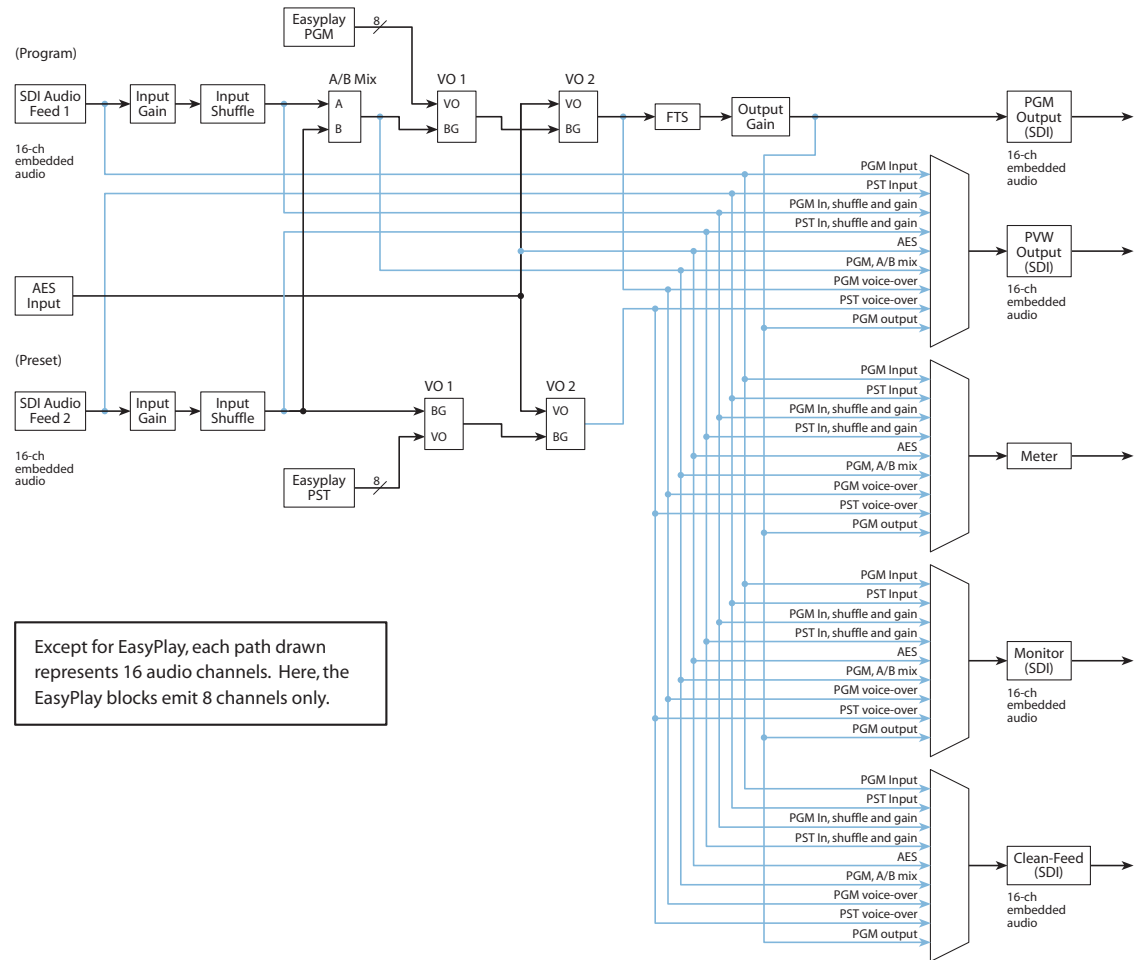 Easyplay
PGM
8
(Program)
SDI Audio
Feed 1
Input
Gain
Input
Shuffle
A/B Mix
A
B
VO 1
VO
BG
VO 2
VO
BG
FTS
Output
Gain
PGM
Output
(SDI)
16-ch
embedded
audio
16-ch
embedded
audio
PGM Input
PST Input
PGM In, shuffle and gain
PST In, shuffle and gain
AES
PGM, A/B mix
PGM voice-over
PST voice-over
PGM output
PVW
Output
(SDI)
16-ch
embedded
audio
AES
Input
(Preset)
SDI Audio
Feed 2
Input
Gain
Input
Shuffle
VO 1
BG
VO
VO 2
VO
BG
16-ch
embedded
audio
Easyplay
PST
8
PGM Input
PST Input
PGM In, shuffle and gain
PST In, shuffle and gain
AES
PGM, A/B mix
PGM voice-over
PST voice-over
PGM output
Meter
Except for EasyPlay, each path drawn
represents 16 audio channels. Here, the
EasyPlay blocks emit 8 channels only.
PGM Input
PST Input
PGM In, shuffle and gain
PST In, shuffle and gain
AES
PGM, A/B mix
PGM voice-over
PST voice-over
PGM output
Monitor
(SDI)
16-ch
embedded
audio
PGM Input
PST Input
PGM In, shuffle and gain
PST In, shuffle and gain
AES
PGM, A/B mix
PGM voice-over
PST voice-over
PGM output
Clean-Feed
(SDI)
16-ch
embedded
audio